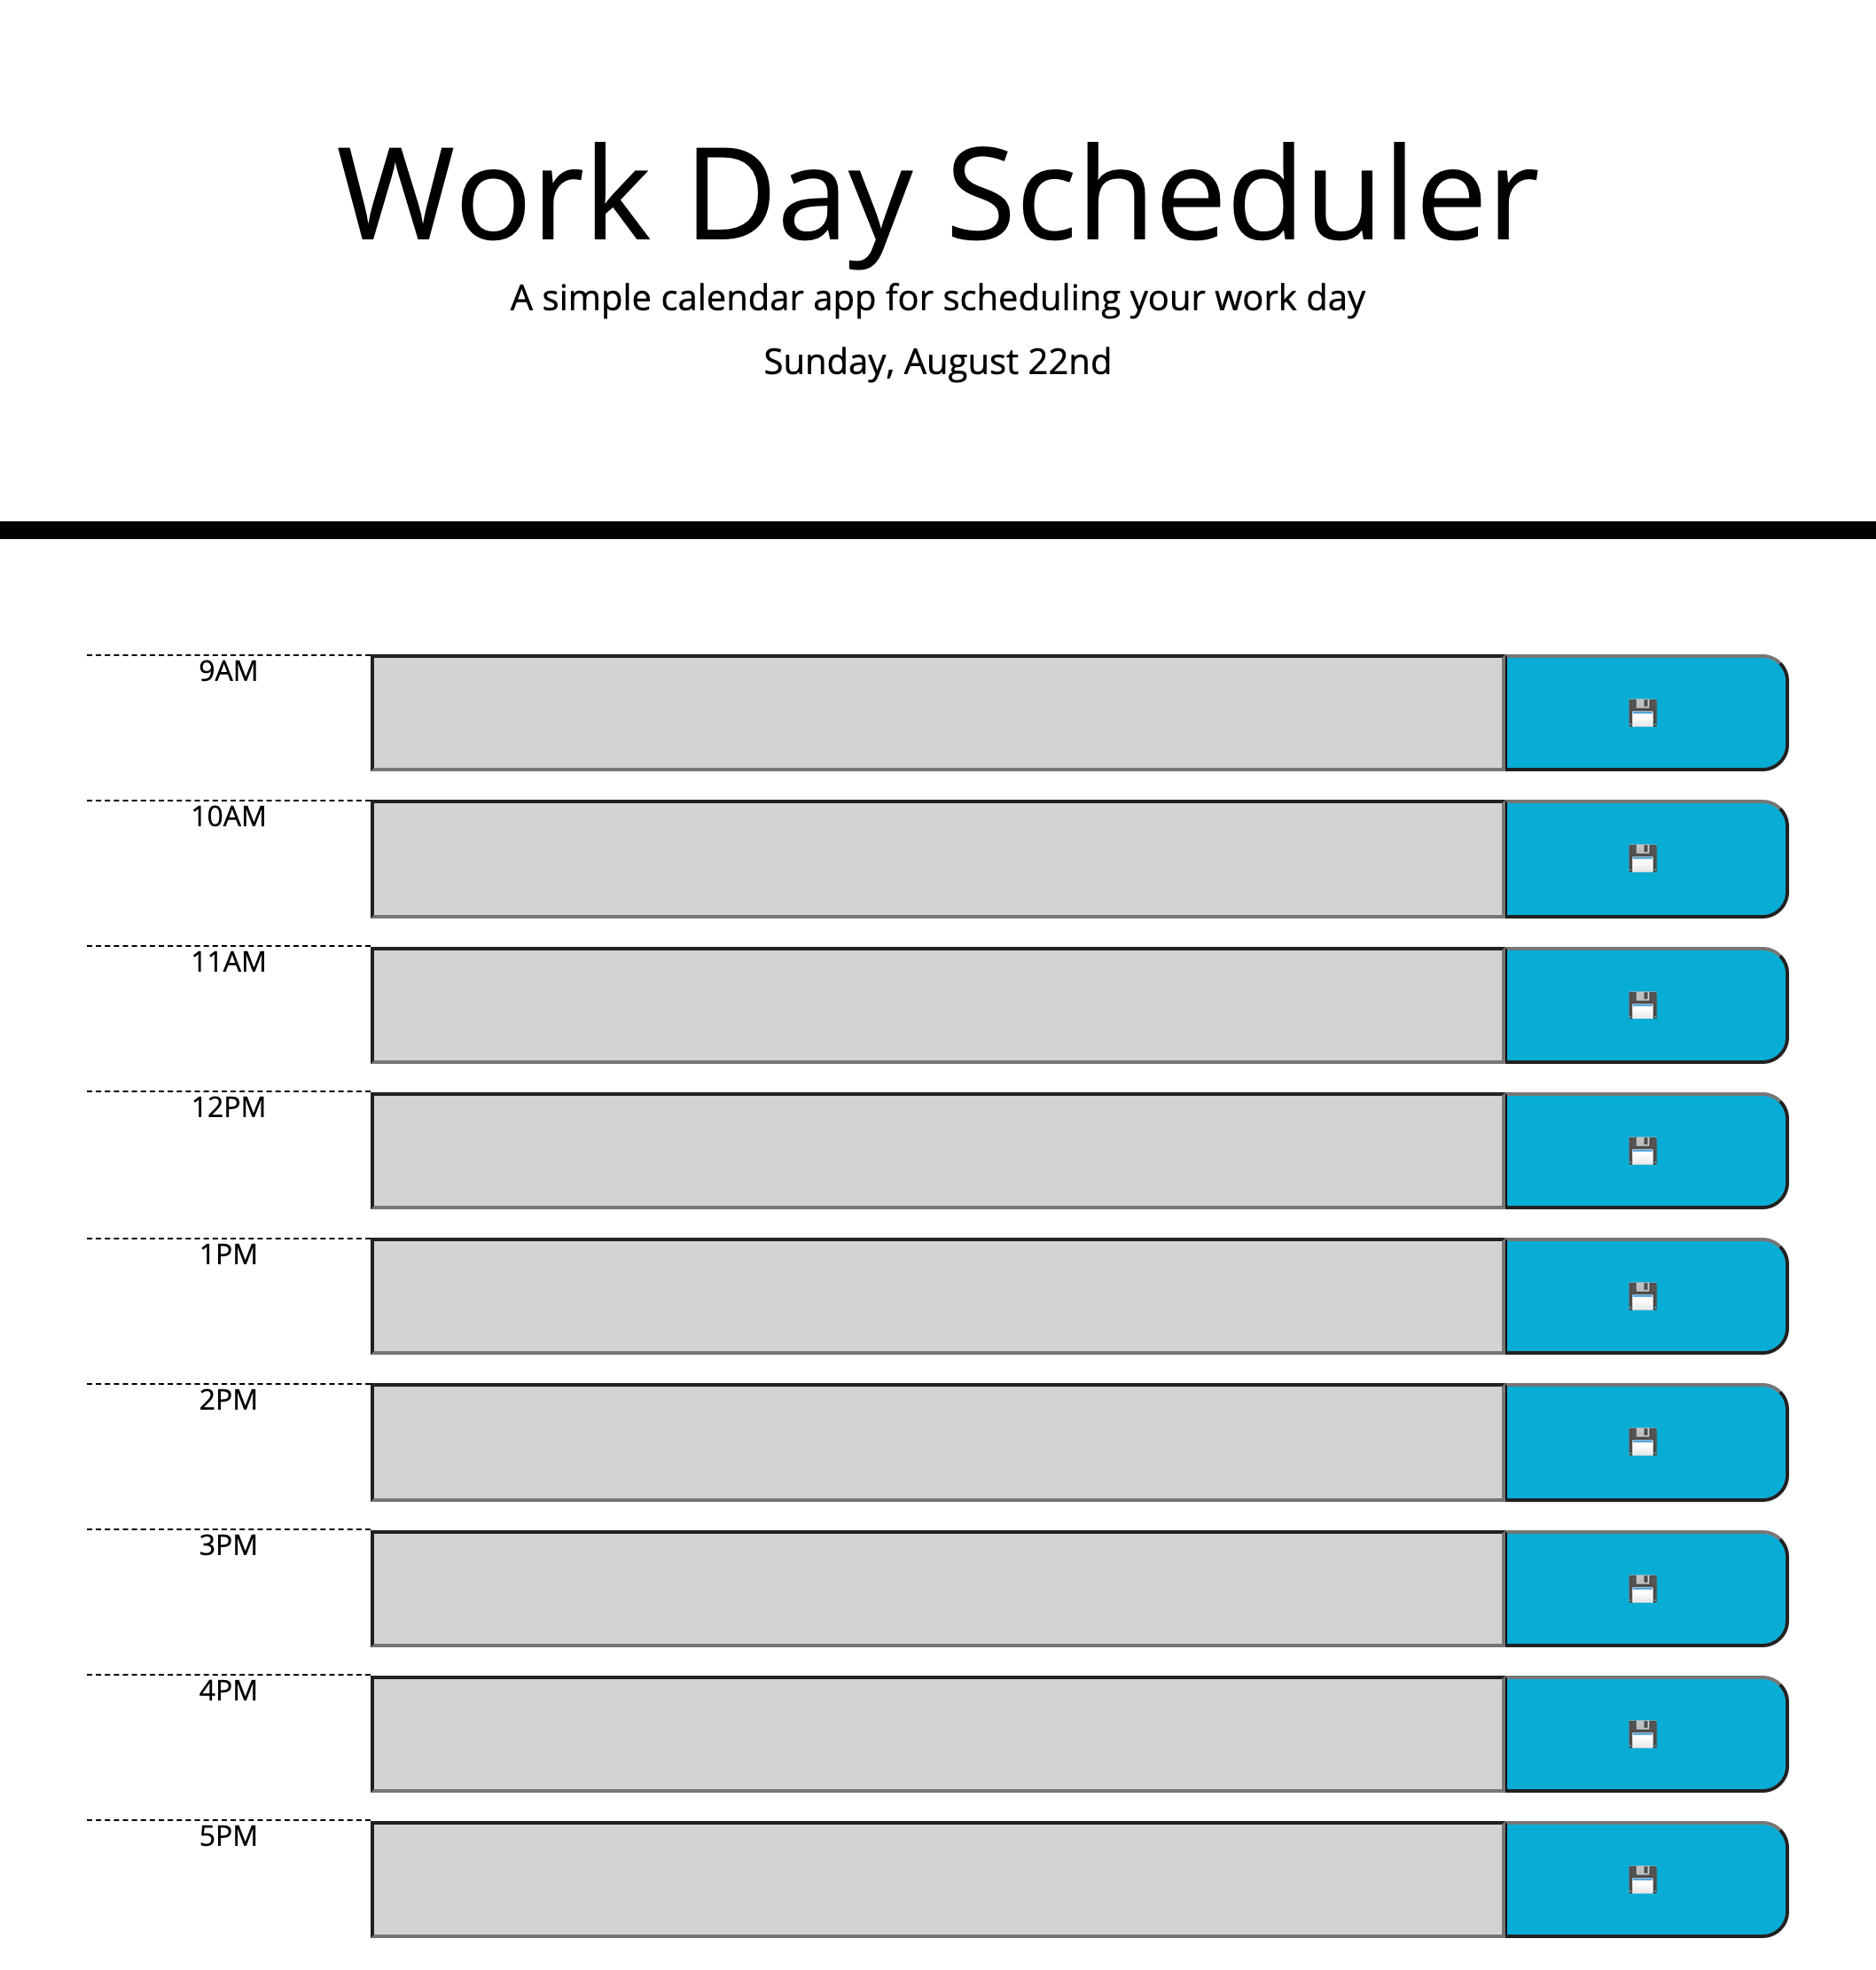 Work Day Scheduler
A simple calendar app for scheduling your work day
Sunday, August 22nd
9AM
10AM
11AM
12PM
1PM
2PM
3PM
4PM
5PM